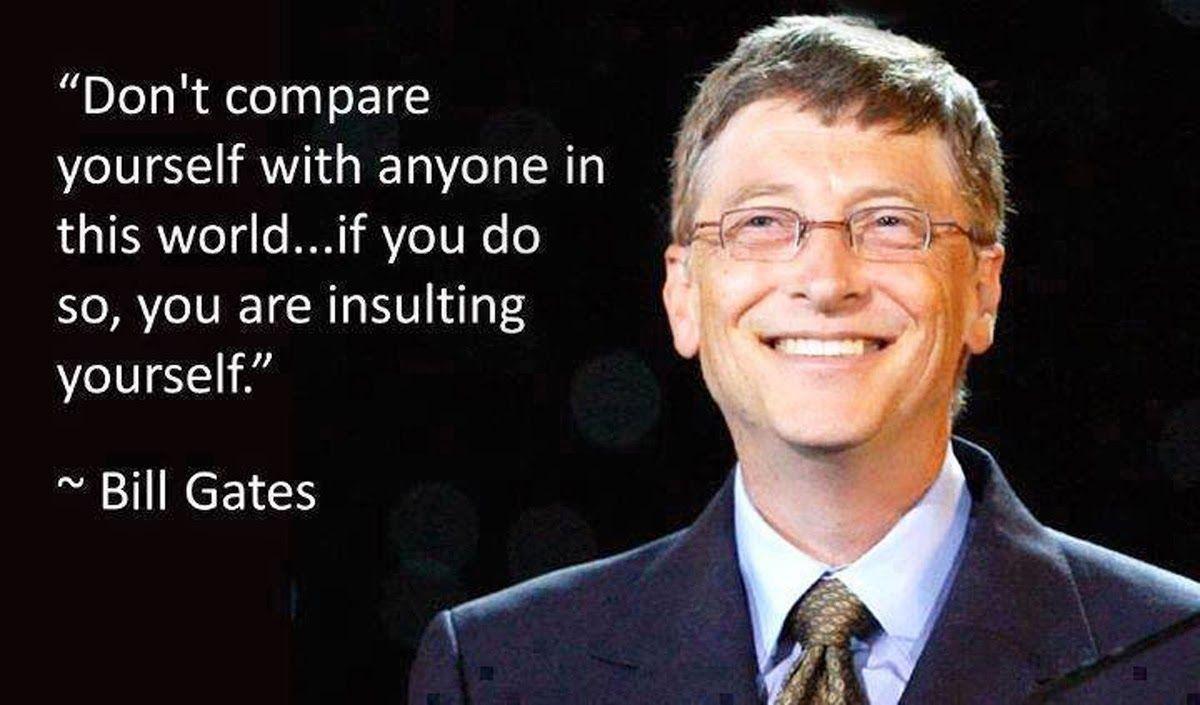 “Don't compare
yourself with anyone in
this world...if you do
so, you are insulting
yourself.”
~ Bill Gates